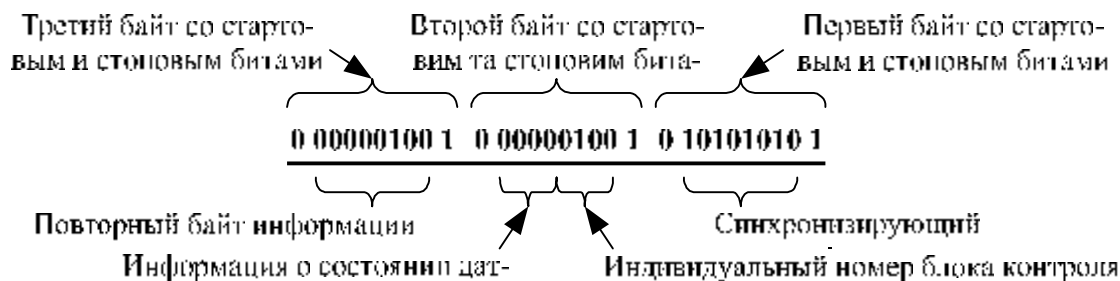 Третий байт со старто-
вым и стоповым битами
Второй байт со старто-
вим та стоповим бита-
Первый байт со старто-
вым и стоповым битами
0 00000100 1 0 00000100 1 0 10101010 1
Повторный байт информации
Синхронизирующий
Информация о состоянии дат-
Индивидуальный номер блока контроля